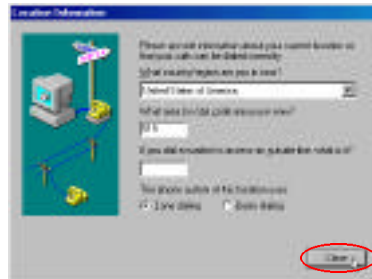 Location Information
Please provide information about your current location so
that your calls can be dialed correctly.
What country/region are you in now?
United States of America
What area (or city) code are you in now?
If you dial a number to access an outside line, what is it?
The phone system at this location uses:
Tone dialing Pulse dialing
Close